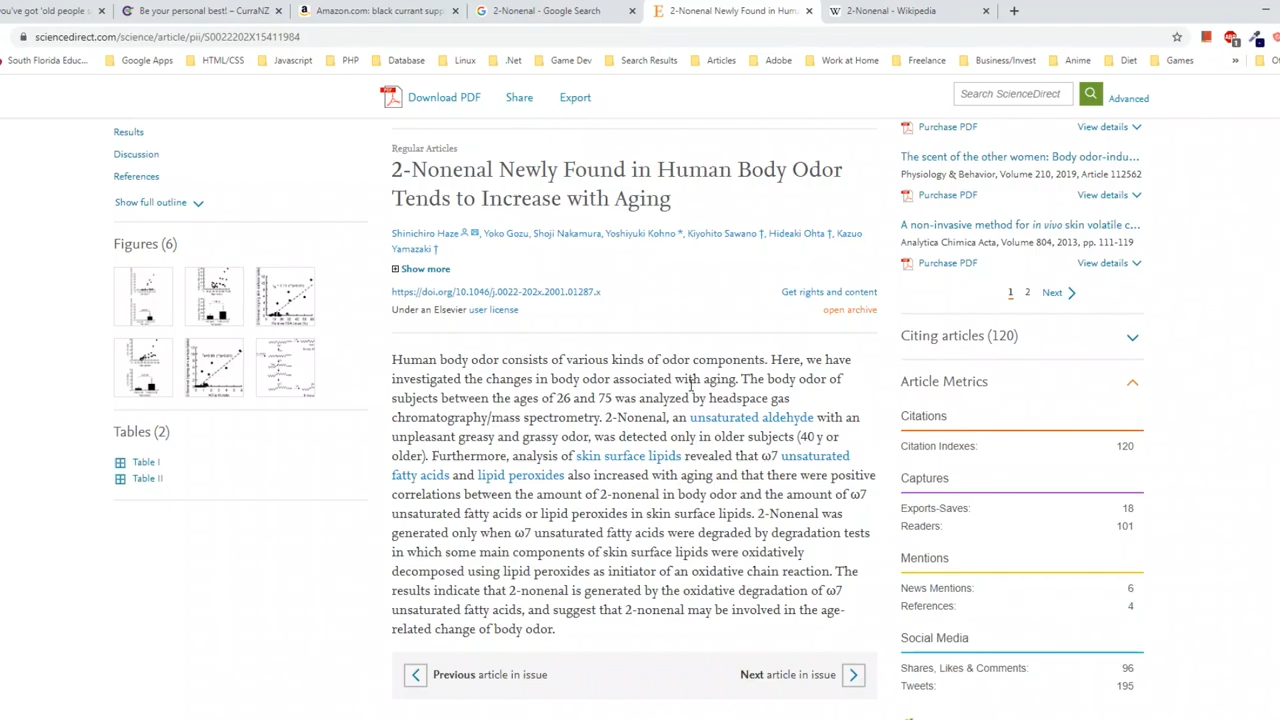 you've got 'old people s
Be your personal best! – CurraNZ
Amazon.com: black currant supp
2-Nonenal - Google Search
2-Nonenal Newly Found in Hum
2-Nonenal - Wikipedia
sciencedirect.com/science/article/pii/S0022202X15411984
South Florida Educ...
Google Apps
HTML/CSS
Javascript
PHP
Database
Linux
.Net
Game Dev
Search Results
Articles
Adobe
Work at Home
Freelance
Business/Invest
Anime
Diet
Games
»
Download PDF
Share
Export
Search ScienceDirect
Advanced
Results
Discussion
References
Show full outline
Figures (6)
Tables (2)
Table I
Table II
Regular Articles
2-Nonenal Newly Found in Human Body Odor
Tends to Increase with Aging
Shinichiro Haze, Yoko Gozu, Shoji Nakamura, Yoshiyuki Kohno *, Kiyohito Sawano †, Hideaki Ohta †, Kazuo
Yamazaki †
Show more
https://doi.org/10.1046/j.0022-202x.2001.01287.x
Get rights and content
Under an Elsevier user license
open archive
Human body odor consists of various kinds of odor components. Here, we have
investigated the changes in body odor associated with aging. The body odor of
subjects between the ages of 26 and 75 was analyzed by headspace gas
chromatography/mass spectrometry. 2-Nonenal, an unsaturated aldehyde with an
unpleasant greasy and grassy odor, was detected only in older subjects (40 y or
older). Furthermore, analysis of skin surface lipids revealed that ω7 unsaturated
fatty acids and lipid peroxides also increased with aging and that there were positive
correlations between the amount of 2-nonenal in body odor and the amount of ω7
unsaturated fatty acids or lipid peroxides in skin surface lipids. 2-Nonenal was
generated only when ω7 unsaturated fatty acids were degraded by degradation tests
in which some main components of skin surface lipids were oxidatively
decomposed using lipid peroxides as initiator of an oxidative chain reaction. The
results indicate that 2-nonenal is generated by the oxidative degradation of ω7
unsaturated fatty acids, and suggest that 2-nonenal may be involved in the age-
related change of body odor.
Previous article in issue
Next article in issue
Purchase PDF
View details
The scent of the other women: Body odor-indu...
Physiology & Behavior, Volume 210, 2019, Article 112562
Purchase PDF
View details
A non-invasive method for in vivo skin volatile c...
Analytica Chimica Acta, Volume 804, 2013, pp. 111-119
Purchase PDF
View details
1 2 Next
Citing articles (120)
Article Metrics
Citations
Citation Indexes: 120
Captures
Exports-Saves: 18
Readers: 101
Mentions
News Mentions: 6
References: 4
Social Media
Shares, Likes & Comments: 96
Tweets: 195